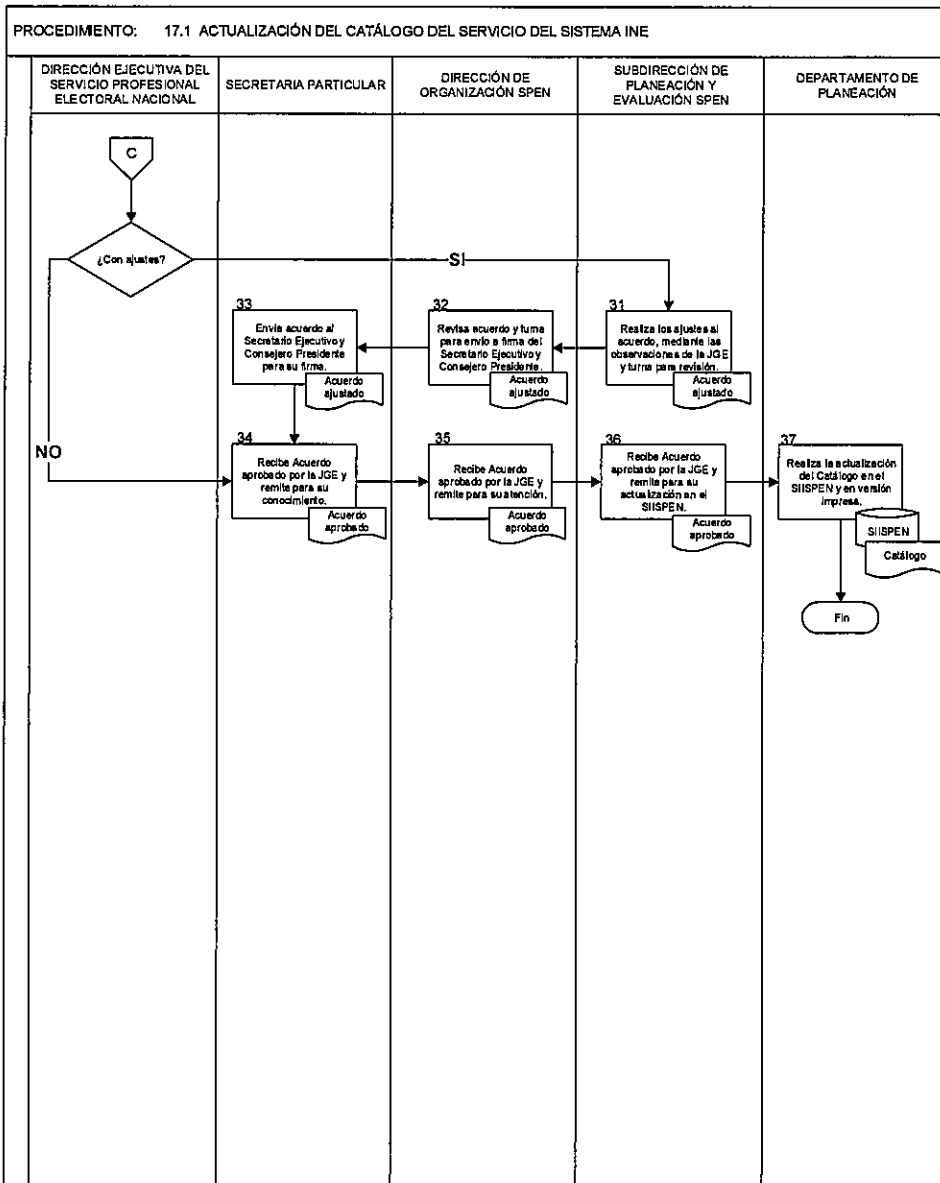 PROCEDIMIENTO: 17.1 ACTUALIZACIÓN DEL CATÁLOGO DEL SERVICIO DEL SISTEMA INE
DIRECCIÓN EJECUTIVA DEL
SERVICIO PROFESIONAL
ELECTORAL NACIONAL
SECRETARIA PARTICULAR
DIRECCIÓN DE
ORGANIZACIÓN SPEN
SUBDIRECCIÓN DE
PLANEACIÓN Y
EVALUACIÓN SPEN
DEPARTAMENTO DE
PLANEACIÓN
C
¿Con ajustes?
SI
NO
33
Envía acuerdo al
Secretario Ejecutivo y
Consejero Presidente
para su firma.
Acuerdo
ajustado
32
Revisa acuerdo y turna
para envío a firma del
Secretario Ejecutivo y
Consejero Presidente.
Acuerdo
ajustado
31
Realiza los ajustes al
acuerdo, mediante las
observaciones de la JGE
y turna para revisión.
Acuerdo
ajustado
34
Recibe Acuerdo
aprobado por la JGE y
remite para su
conocimiento.
Acuerdo
aprobado
35
Recibe Acuerdo
aprobado por la JGE y
remite para su atención.
Acuerdo
aprobado
36
Recibe Acuerdo
aprobado por la JGE y
remite para su
actualización en el
SIISPEN.
Acuerdo
aprobado
37
Realiza la actualización
del Catálogo en el
SIISPEN y en versión
impresa.
SIISPEN
Catálogo
Fin